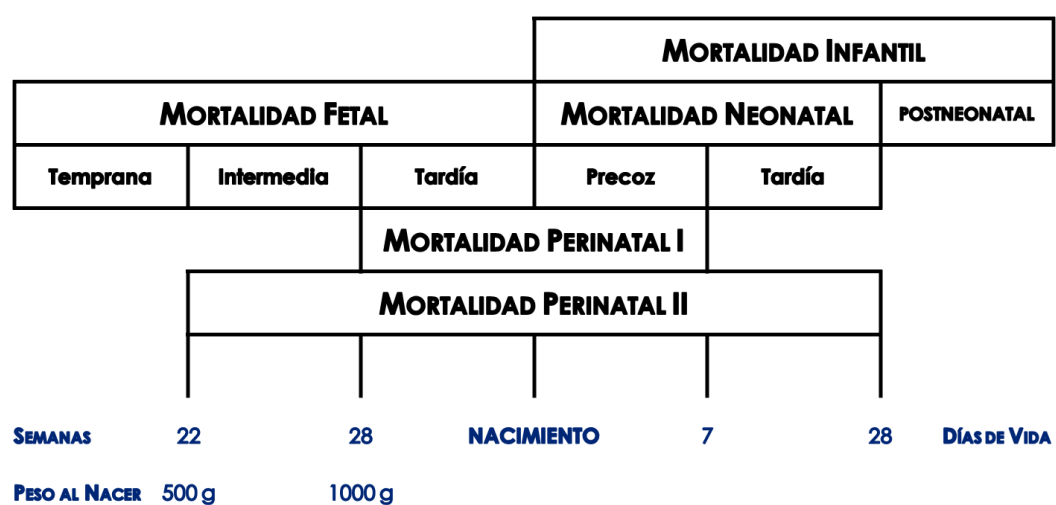 MORTALIDAD INFANTIL
MORTALIDAD FETAL MORTALIDAD NEONATAL POSTNEONATAL
Temprana Intermedia Tardía Precoz Tardía
MORTALIDAD PERINATAL I
MORTALIDAD PERINATAL II
SEMANAS 22 28 NACIMIENTO 7 28 DÍAS DE VIDA
PESO AL NACER 500 g 1000 g